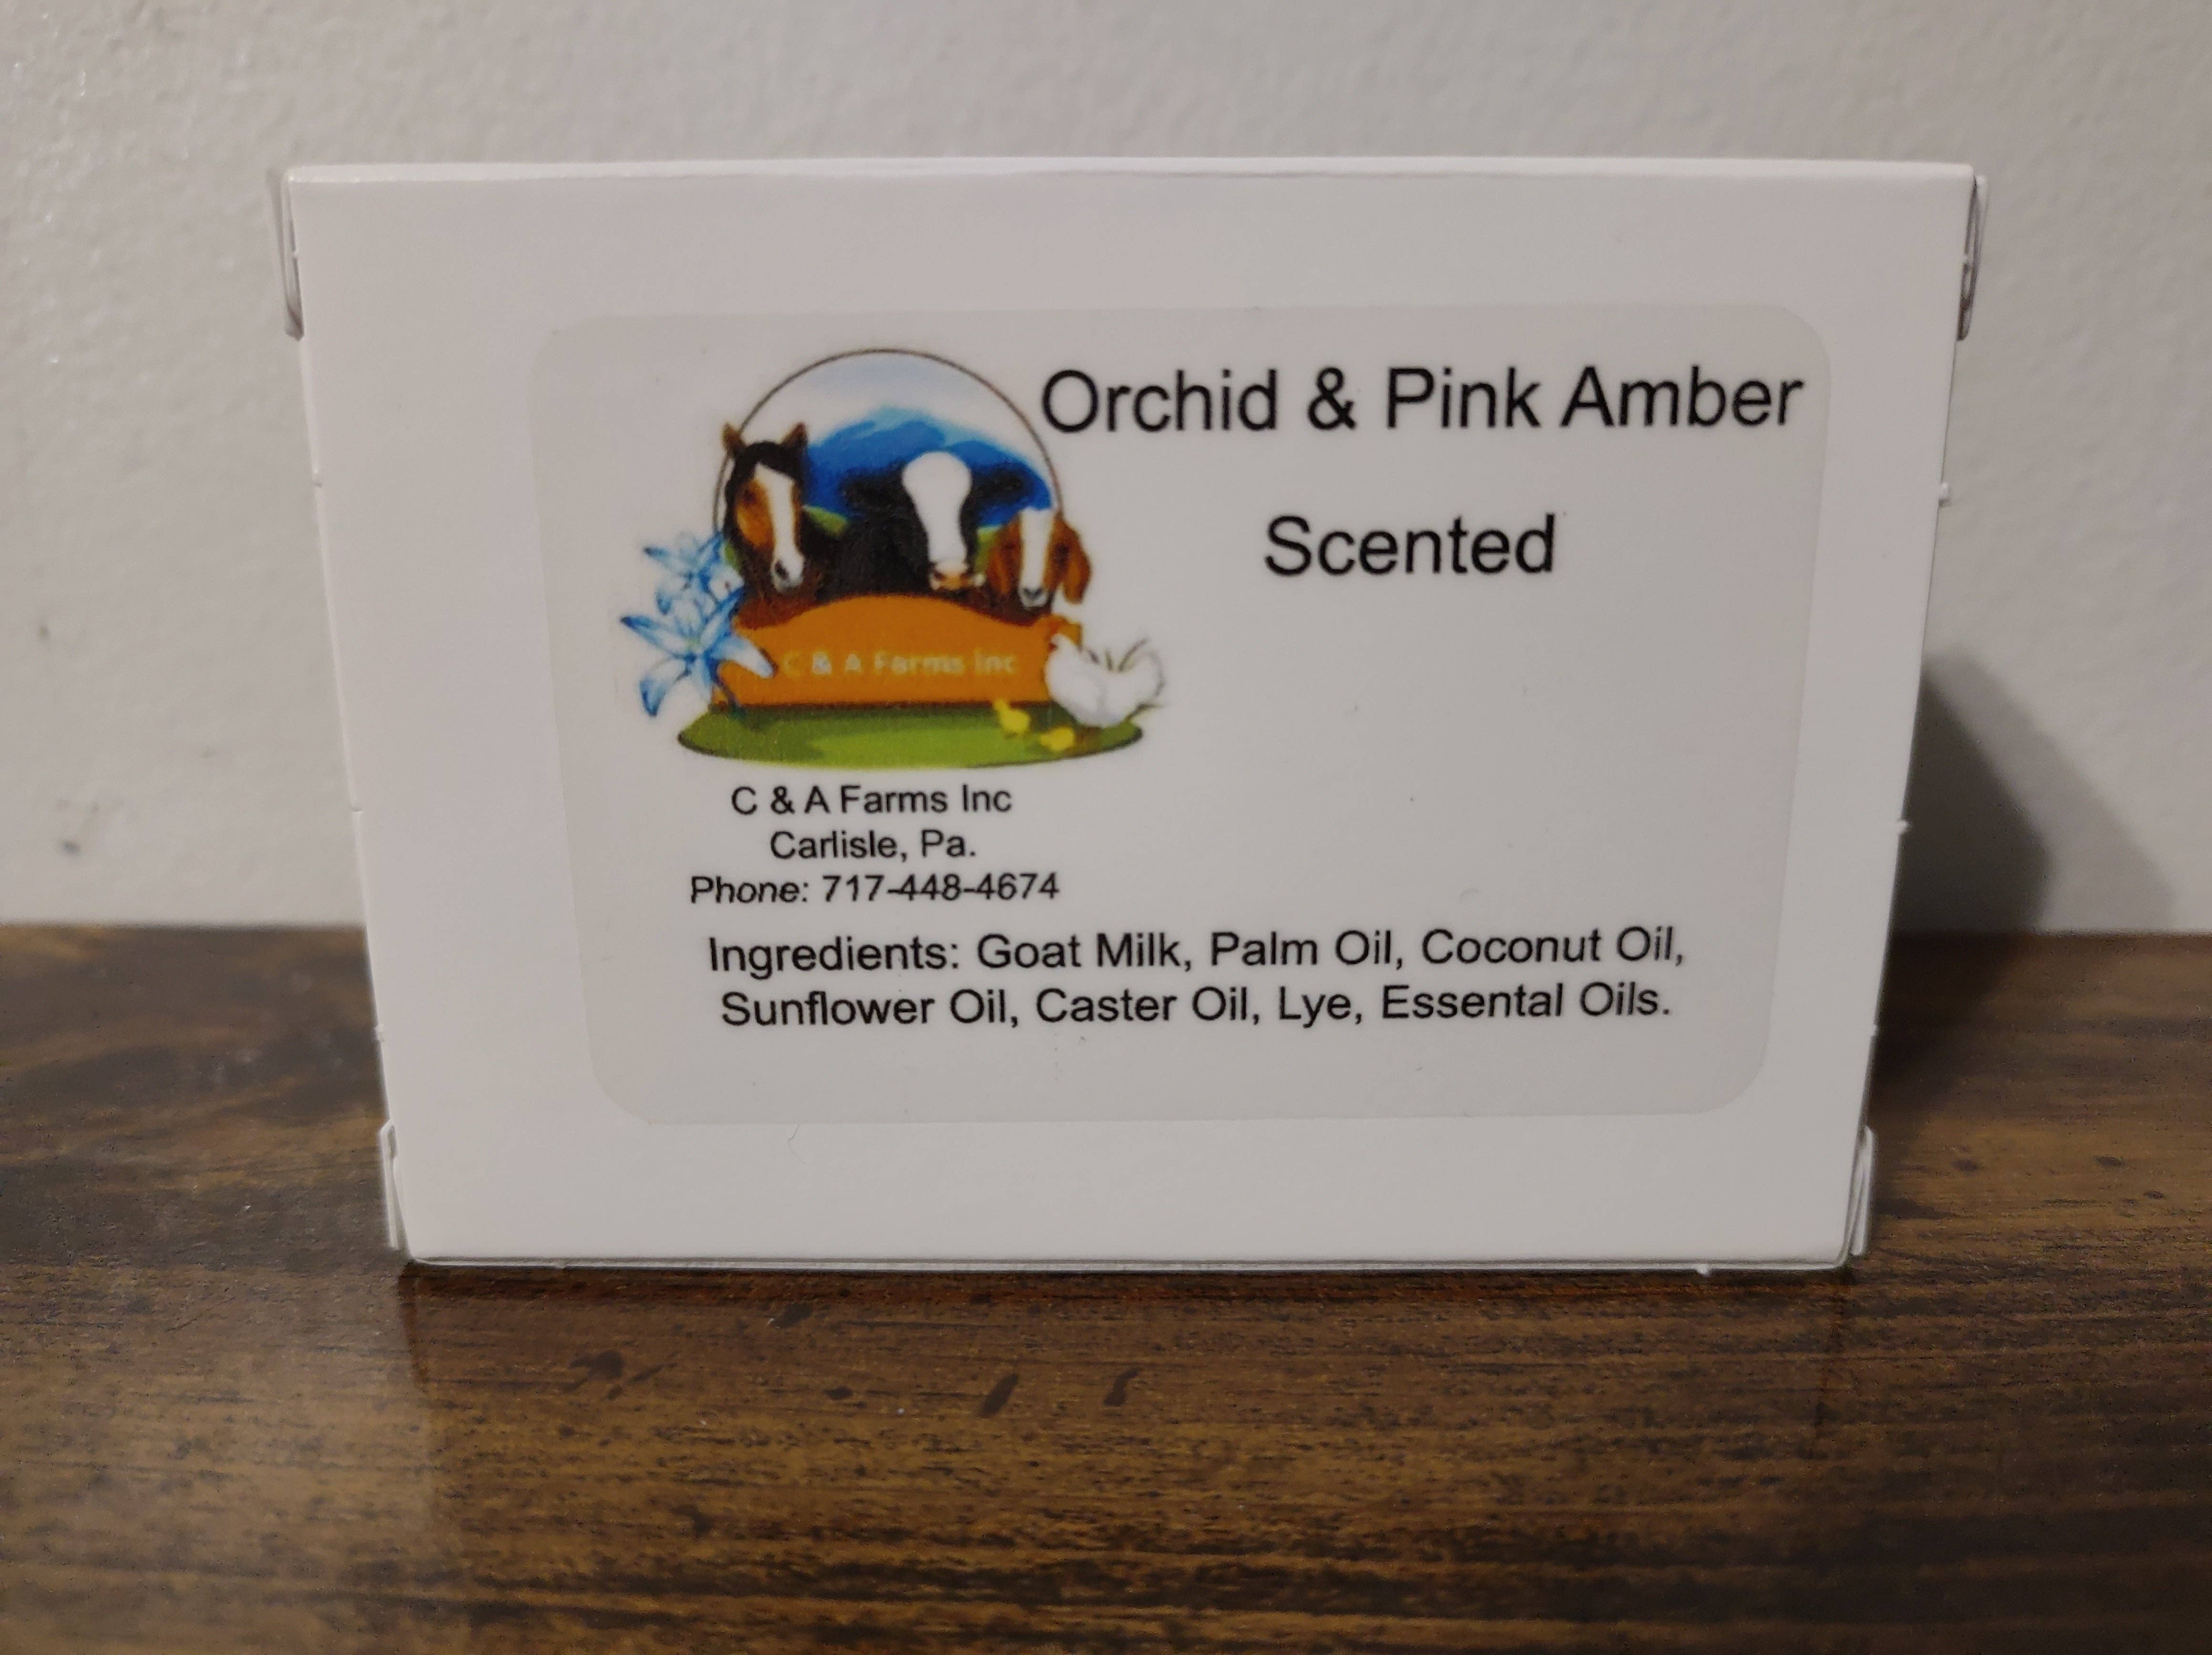 Orchid & Pink Amber
Scented
C & A Farms Inc
C & A Farms Inc
Carlisle, Pa.
Phone: 717-448-4674
Ingredients: Goat Milk, Palm Oil, Coconut Oil,
Sunflower Oil, Caster Oil, Lye, Essental Oils.